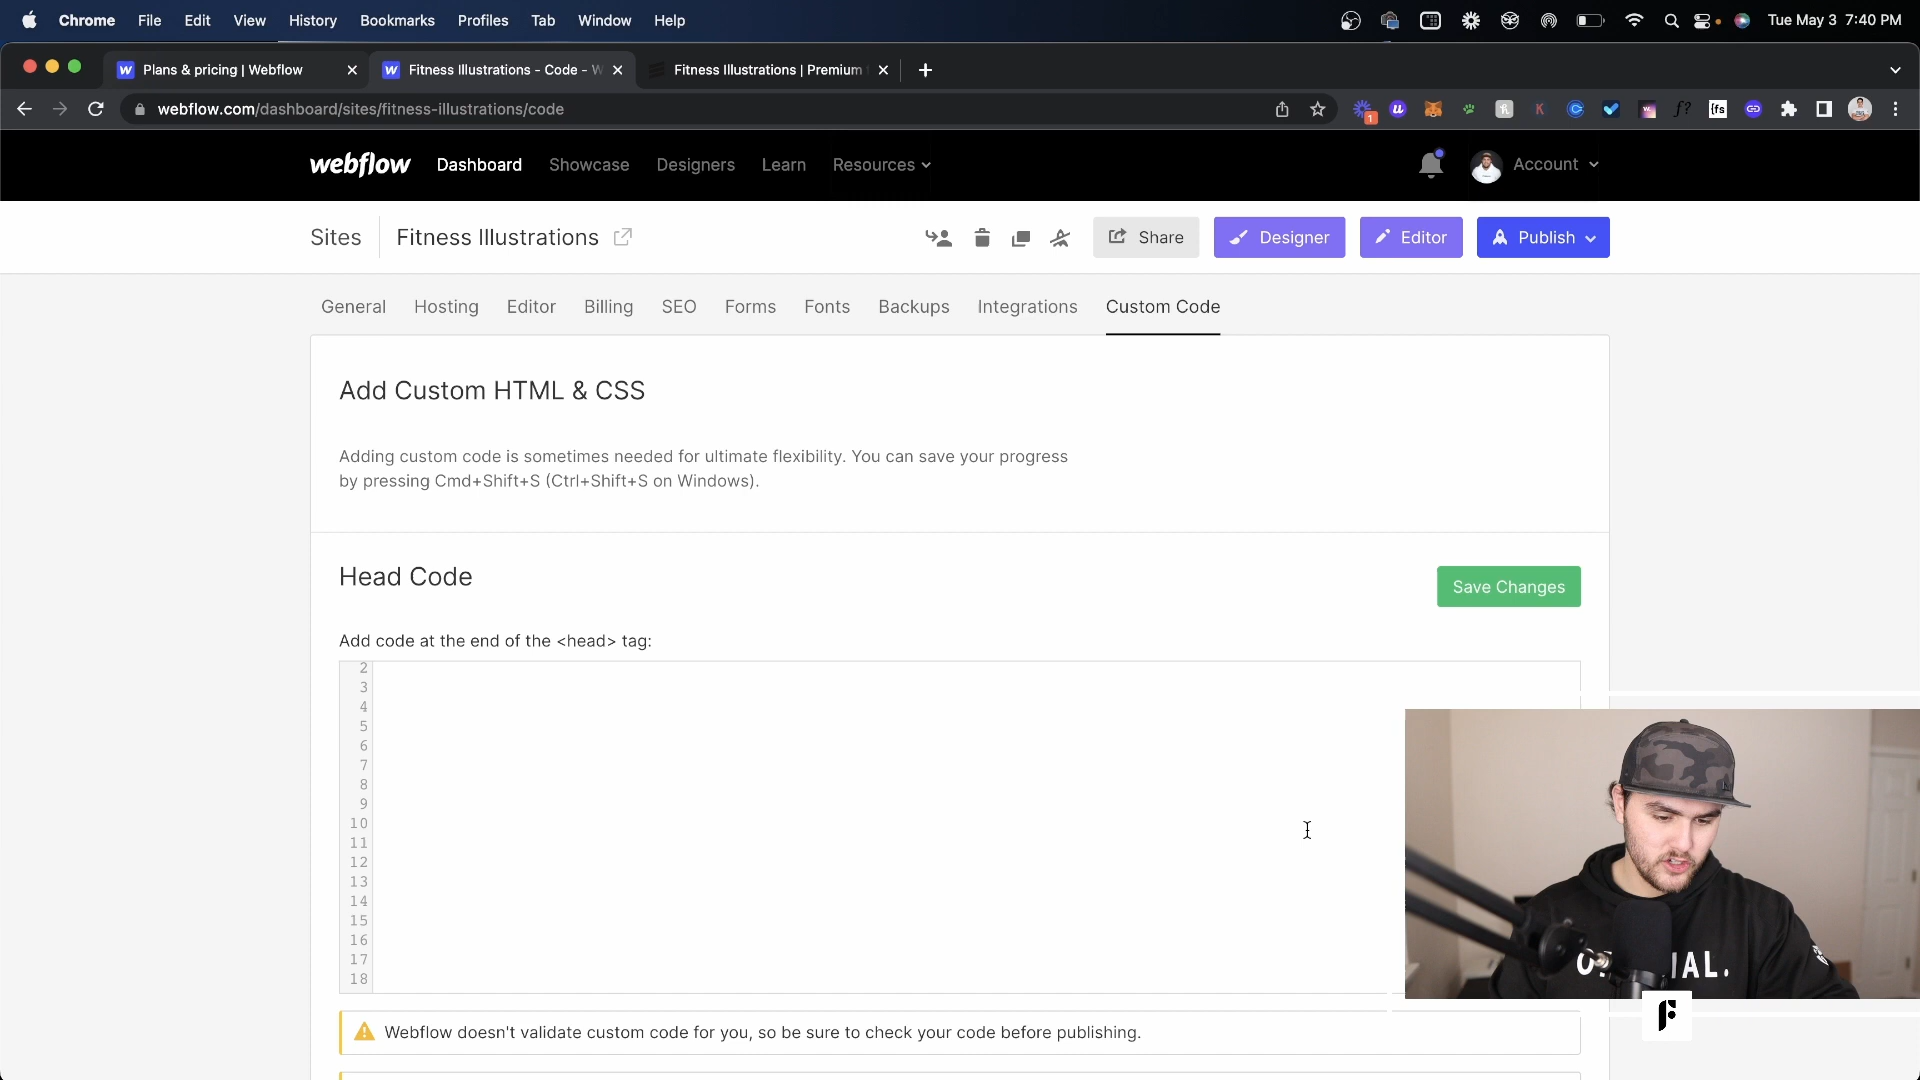 Chrome File Edit View History Bookmarks Profiles Tab Window Help Tue May 3 7:40 PM
Plans & pricing | Webflow Fitness Illustrations - Code - W Fitness Illustrations | Premium
webflow.com/dashboard/sites/fitness-illustrations/code
webflow Dashboard Showcase Designers Learn Resources Account
Sites Fitness Illustrations Share Designer Editor Publish
General Hosting Editor Billing SEO Forms Fonts Backups Integrations Custom Code
Add Custom HTML & CSS
Adding custom code is sometimes needed for ultimate flexibility. You can save your progress
by pressing Cmd+Shift+S (Ctrl+Shift+S on Windows).
Head Code
Save Changes
Add code at the end of the <head> tag:
2
3
4
5
6
7
8
9
10
11
12
13
14
15
16
17
18
Webflow doesn't validate custom code for you, so be sure to check your code before publishing.